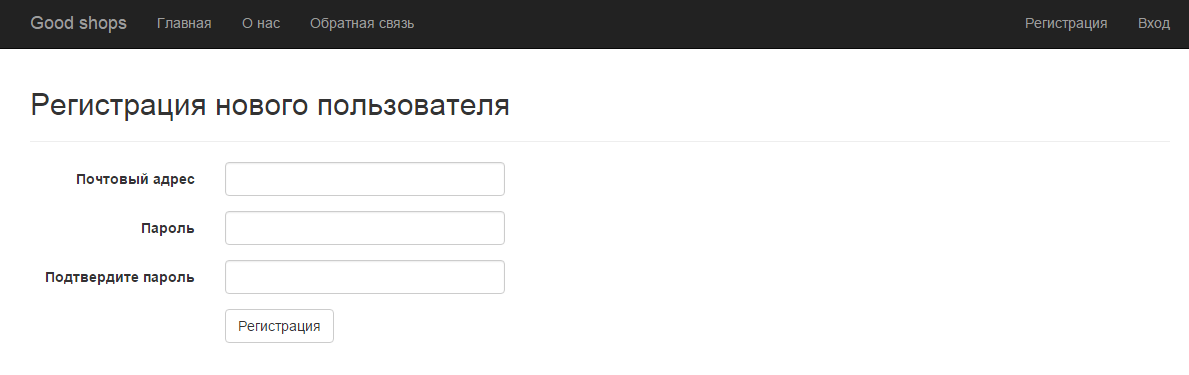 Good shops Главная О нас Обратная связь Регистрация Вход
Регистрация нового пользователя
Почтовый адрес
Пароль
Подтвердите пароль
Регистрация